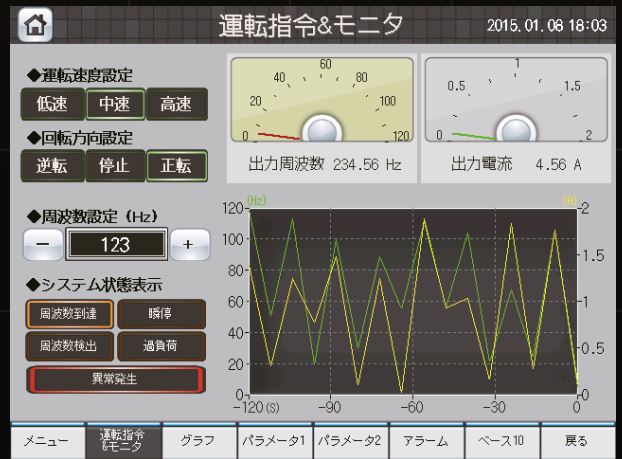 運転指令&モニタ
2015.01.08 18:03
◆運転速度設定
低速 中速 高速
◆回転方向設定
逆転 停止 正転
0 20 40 60 80 100 120
出力周波数 234.56 Hz
0 0.5 1 1.5 2
出力電流 4.56 A
◆周波数設定 (Hz)
− 123 +
◆システム状態表示
周波数到達 瞬停
周波数検出 過負荷
異常発生
(Hz) (A)
120 2
100
1.5
80
60 1
40
0.5
20
0 0
-120 (S) -90 -60 -30 0
メニュー
運転指令
&モニタ
グラフ
パラメータ1
パラメータ2
アラーム
ベース10
戻る